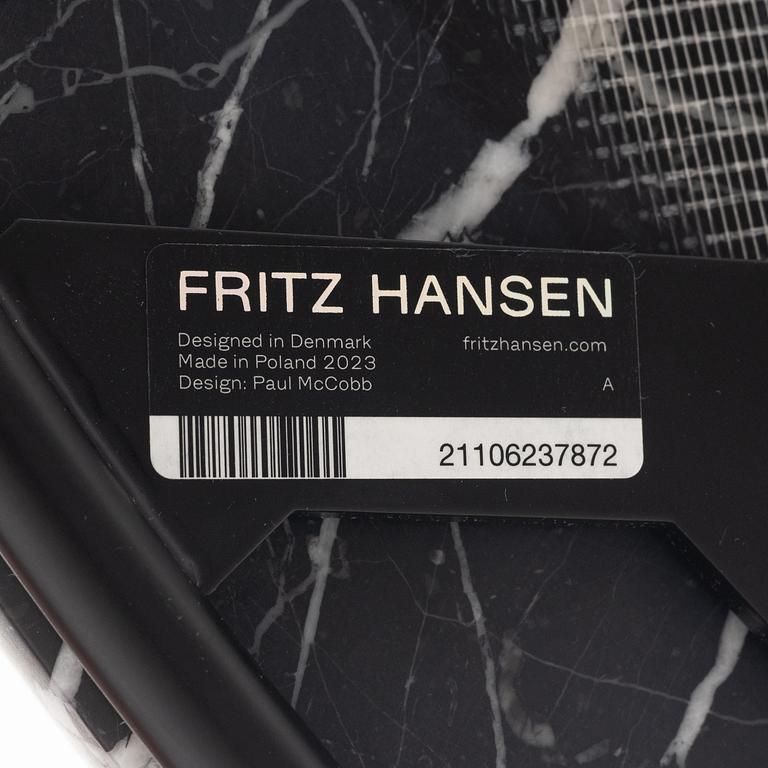 FRITZ HANSEN
Designed in Denmark
fritzhansen.com
Made in Poland 2023
Design: Paul McCobb
A
21106237872